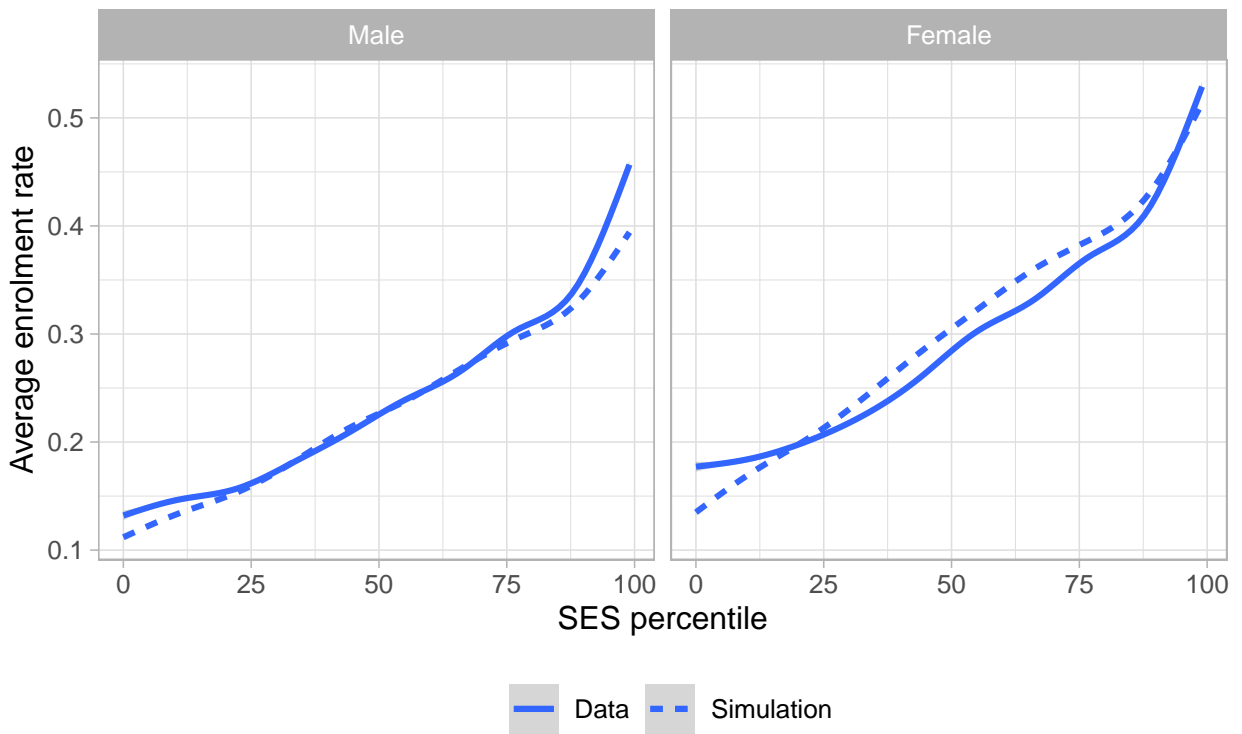 Male Female
Average enrolment rate
0.5
0.4
0.3
0.2
0.1
0 25 50 75 100 0 25 50 75 100
SES percentile
Data Simulation